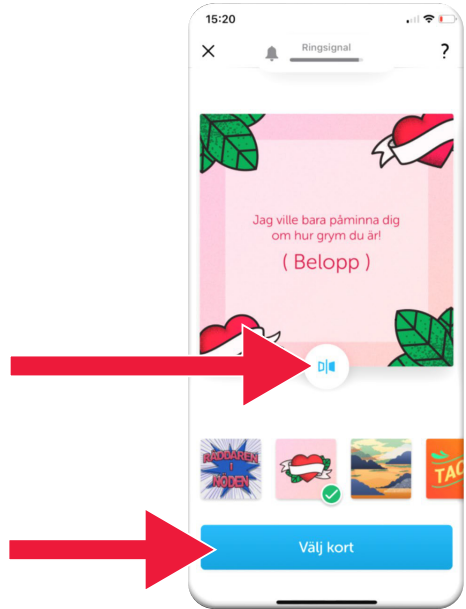 15:20
Ringsignal
?
Jag ville bara påminna dig
om hur grym du är!
( Belopp )
RÄDDAREN
I
NÖDEN
TAC
Välj kort